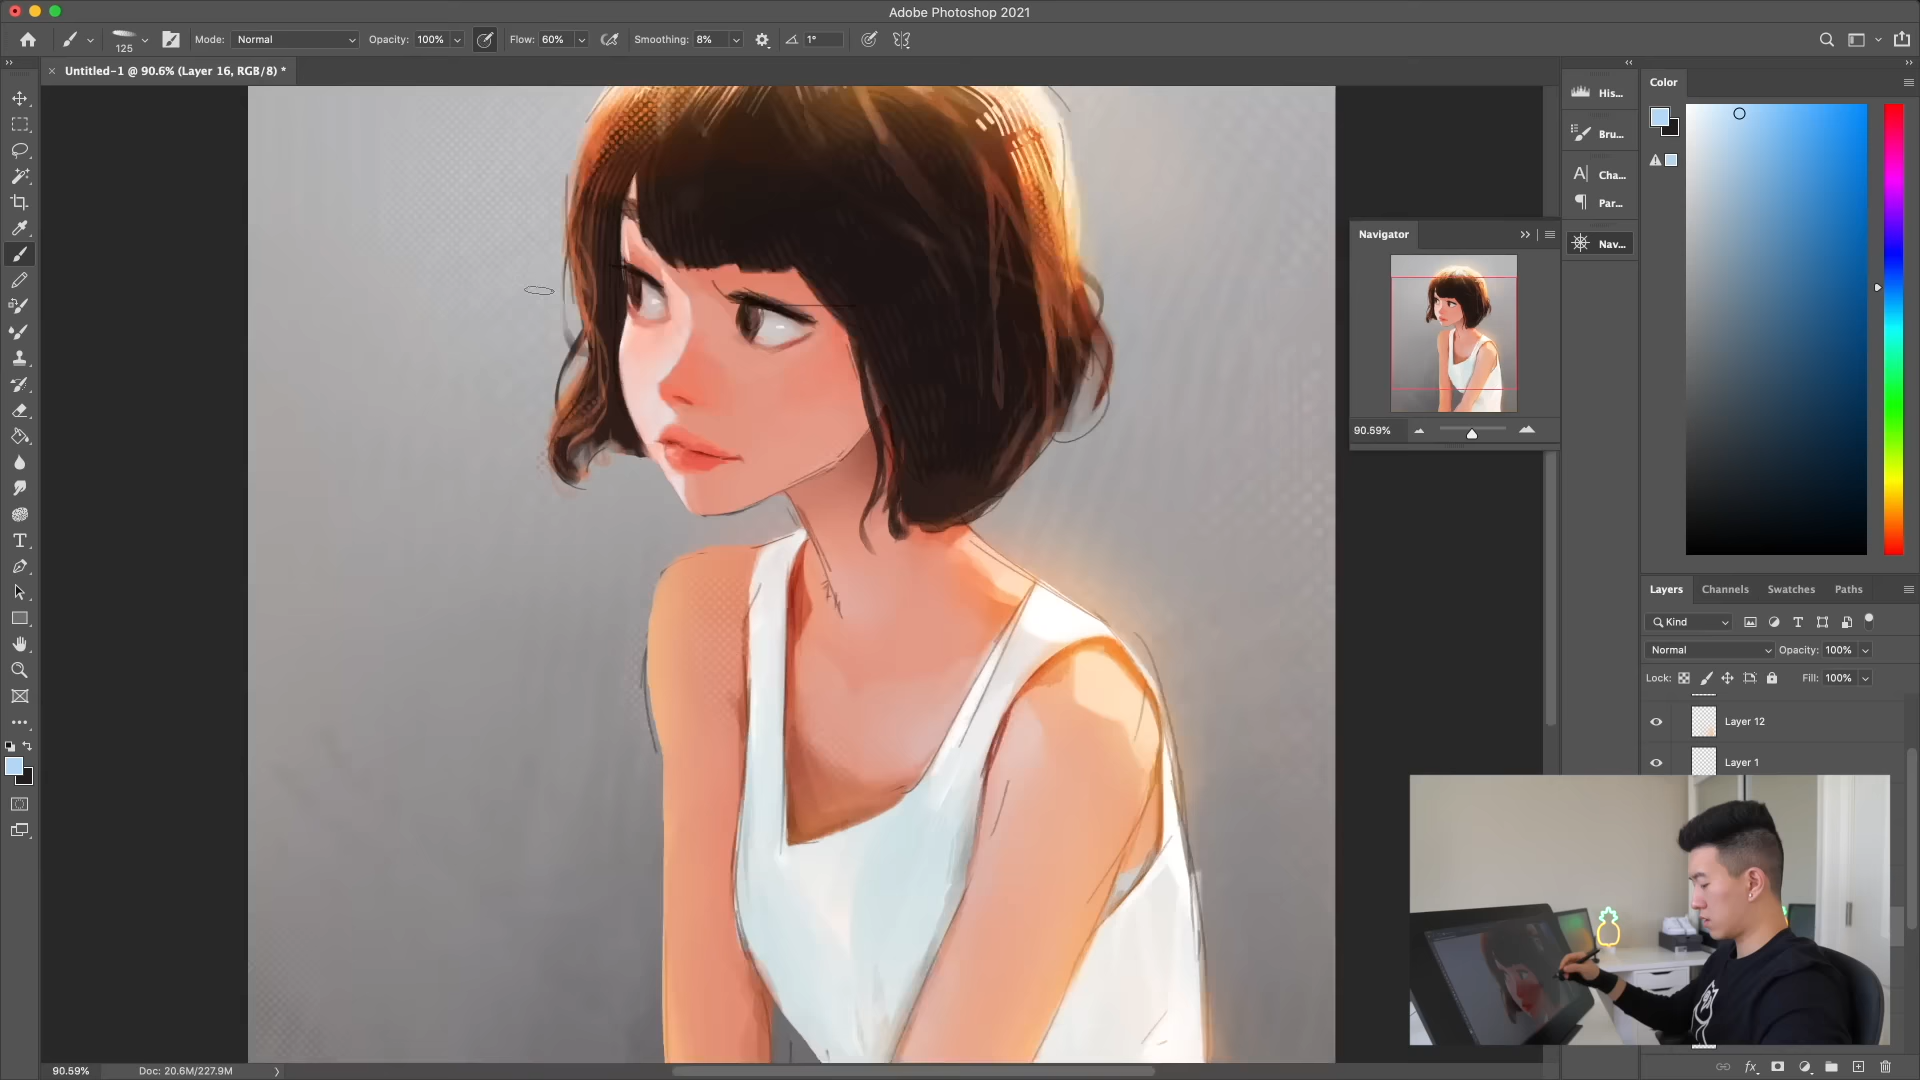 Adobe Photoshop 2021
125
Mode: Normal
Opacity: 100%
Flow: 60%
Smoothing: 8%
1°
Untitled-1 @ 90.6% (Layer 16, RGB/8) *
His...
Bru...
Cha...
Par...
Nav...
Color
Navigator
90.59%
Layers
Channels
Swatches
Paths
Kind
Normal
Opacity: 100%
Lock:
Fill: 100%
Layer 12
Layer 1
90.59%
Doc: 20.6M/227.9M